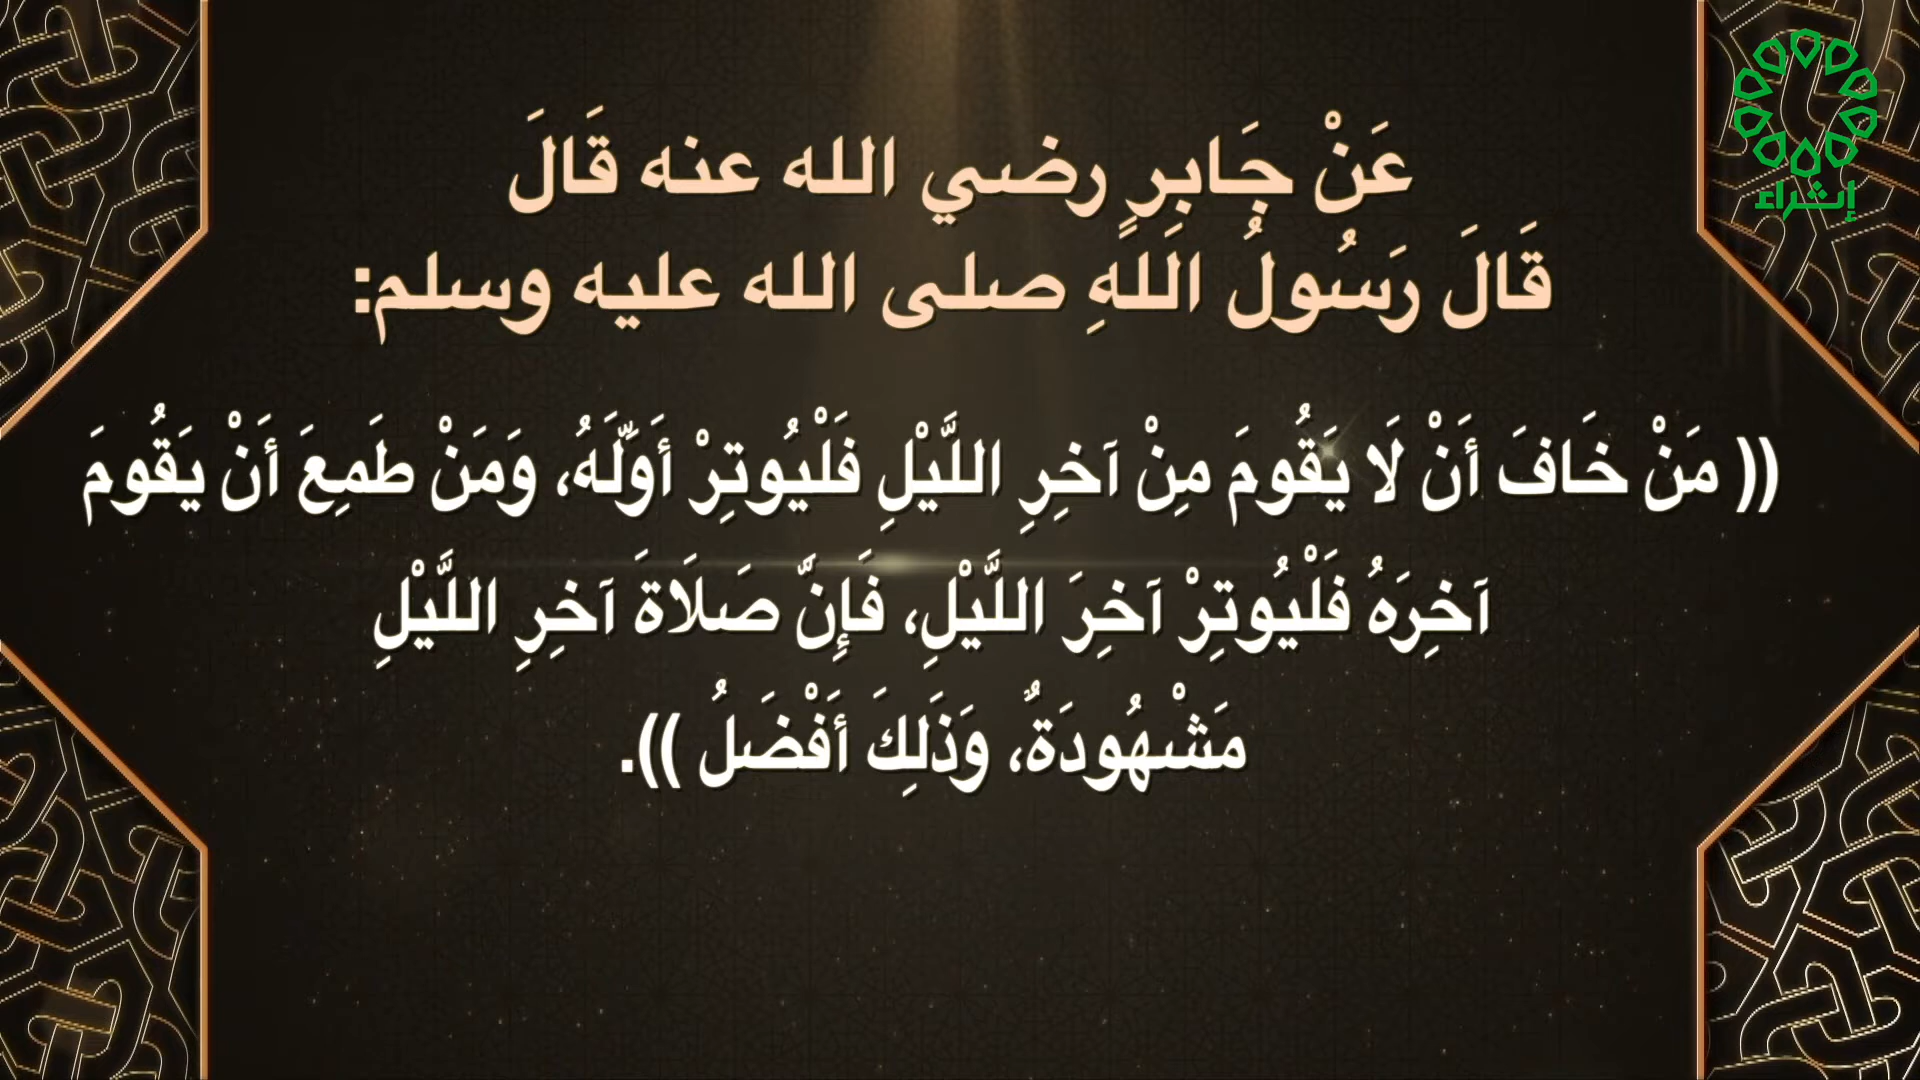 إثراء
عَنْ جَابِرٍ رضي الله عنه قَالَ
قَالَ رَسُولُ اللهِ صلى الله عليه وسلم:
(( مَنْ خَافَ أَنْ لَا يَقُومَ مِنْ آخِرِ اللَّيْلِ فَلْيُوتِرْ أَوَّلَهُ، وَمَنْ طَمِعَ أَنْ يَقُومَ
آخِرَهُ فَلْيُوتِرْ آخِرَ اللَّيْلِ، فَإِنَّ صَلَاةَ آخِرِ اللَّيْلِ
مَشْهُودَةٌ، وَذَلِكَ أَفْضَلُ )).